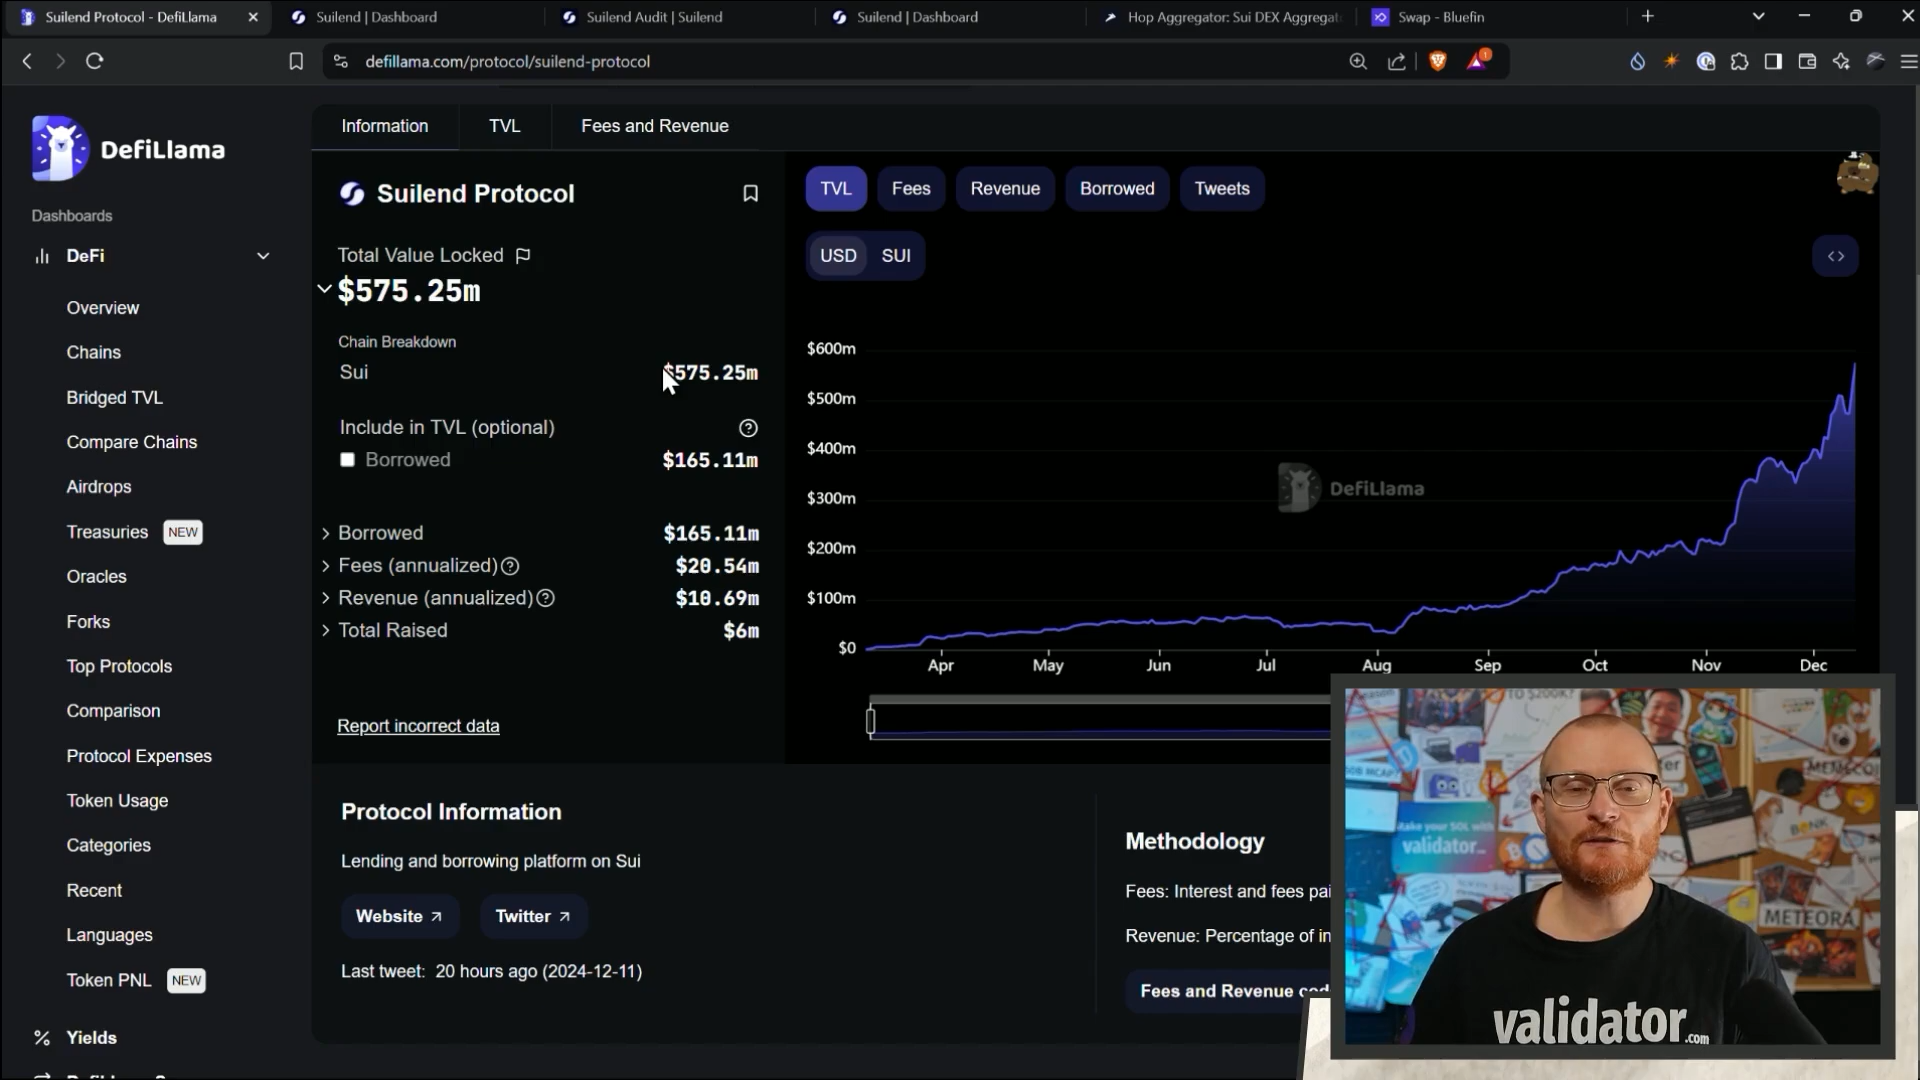 Suilend Protocol - DefiLlama
Suilend | Dashboard
Suilend Audit | Suilend
Suilend | Dashboard
Hop Aggregator: Sui DEX Aggregat
Swap - Bluefin
defillama.com/protocol/suilend-protocol
1
DefiLlama
Dashboards
DeFi
Overview
Chains
Bridged TVL
Compare Chains
Airdrops
Treasuries NEW
Oracles
Forks
Top Protocols
Comparison
Protocol Expenses
Token Usage
Categories
Recent
Languages
Token PNL NEW
Yields
Information
TVL
Fees and Revenue
Suilend Protocol
Total Value Locked
$575.25m
Chain Breakdown
Sui $575.25m
Include in TVL (optional)
Borrowed $165.11m
Borrowed $165.11m
Fees (annualized) $20.54m
Revenue (annualized) $10.69m
Total Raised $6m
Report incorrect data
TVL
Fees
Revenue
Borrowed
Tweets
USD
SUI
$600m
$500m
$400m
$300m
$200m
$100m
$0
DefiLlama
Apr
May
Jun
Jul
Aug
Sep
Oct
Nov
Dec
Protocol Information
Lending and borrowing platform on Sui
Website
Twitter
Last tweet: 20 hours ago (2024-12-11)
Methodology
Fees: Interest and fees pai
Revenue: Percentage of in
Fees and Revenue cod
TO $200K?
validator
BONK
METEORA
validator.com